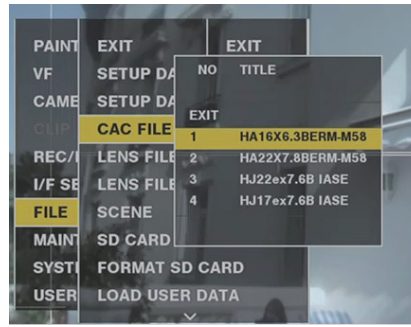 PAINT
VF
CAME
CLIP
REC/I
I/F SE
FILE
MAINT
SYSTI
USER
EXIT
SETUP DA
SETUP DA
CAC FILE
LENS FILE
LENS FILE
SCENE
SD CARD
FORMAT SD CARD
LOAD USER DATA
EXIT
NO TITLE
EXIT
1 HA16X6.3BERM-M58
2 HA22X7.8BERM-M58
3 HJ22ex7.6B IASE
4 HJ17ex7.6B IASE